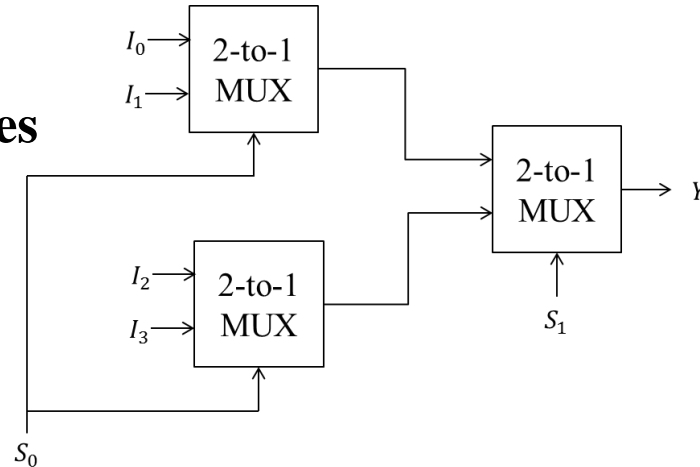 I₀
2-to-1
MUX
I₁
es
2-to-1
MUX
Y
I₂
2-to-1
MUX
I₃
S₁
S₀